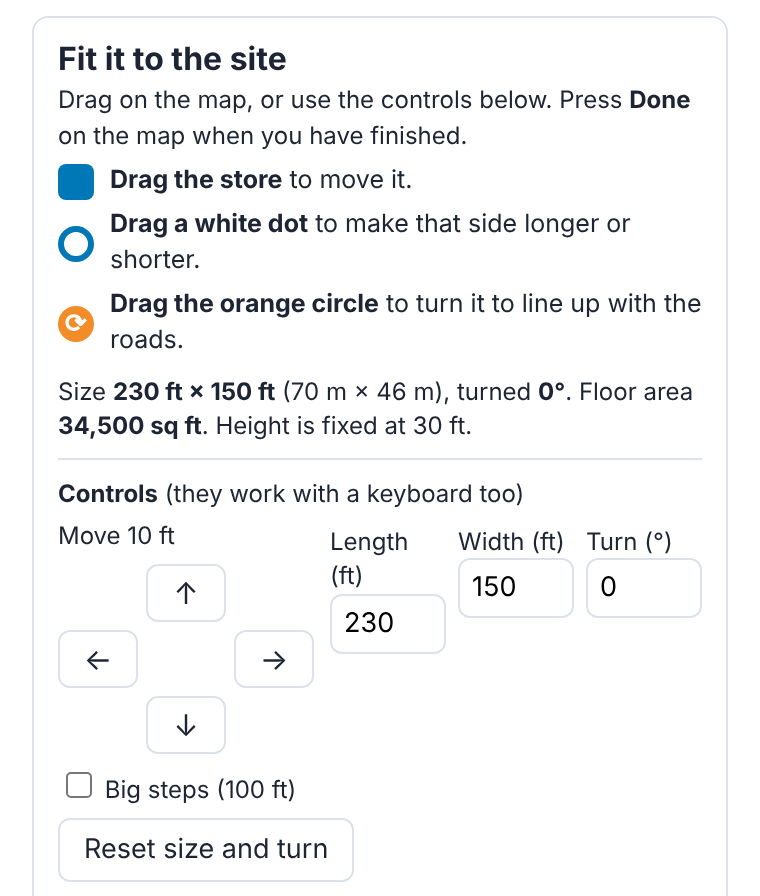 Fit it to the site
Drag on the map, or use the controls below. Press Done
on the map when you have finished.
Drag the store to move it.
Drag a white dot to make that side longer or
shorter.
Drag the orange circle to turn it to line up with the
roads.
Size 230 ft × 150 ft (70 m × 46 m), turned 0°. Floor area
34,500 sq ft. Height is fixed at 30 ft.
Controls (they work with a keyboard too)
Move 10 ft
↑
←
→
↓
Length
(ft)
230
Width (ft)
150
Turn (°)
0
Big steps (100 ft)
Reset size and turn